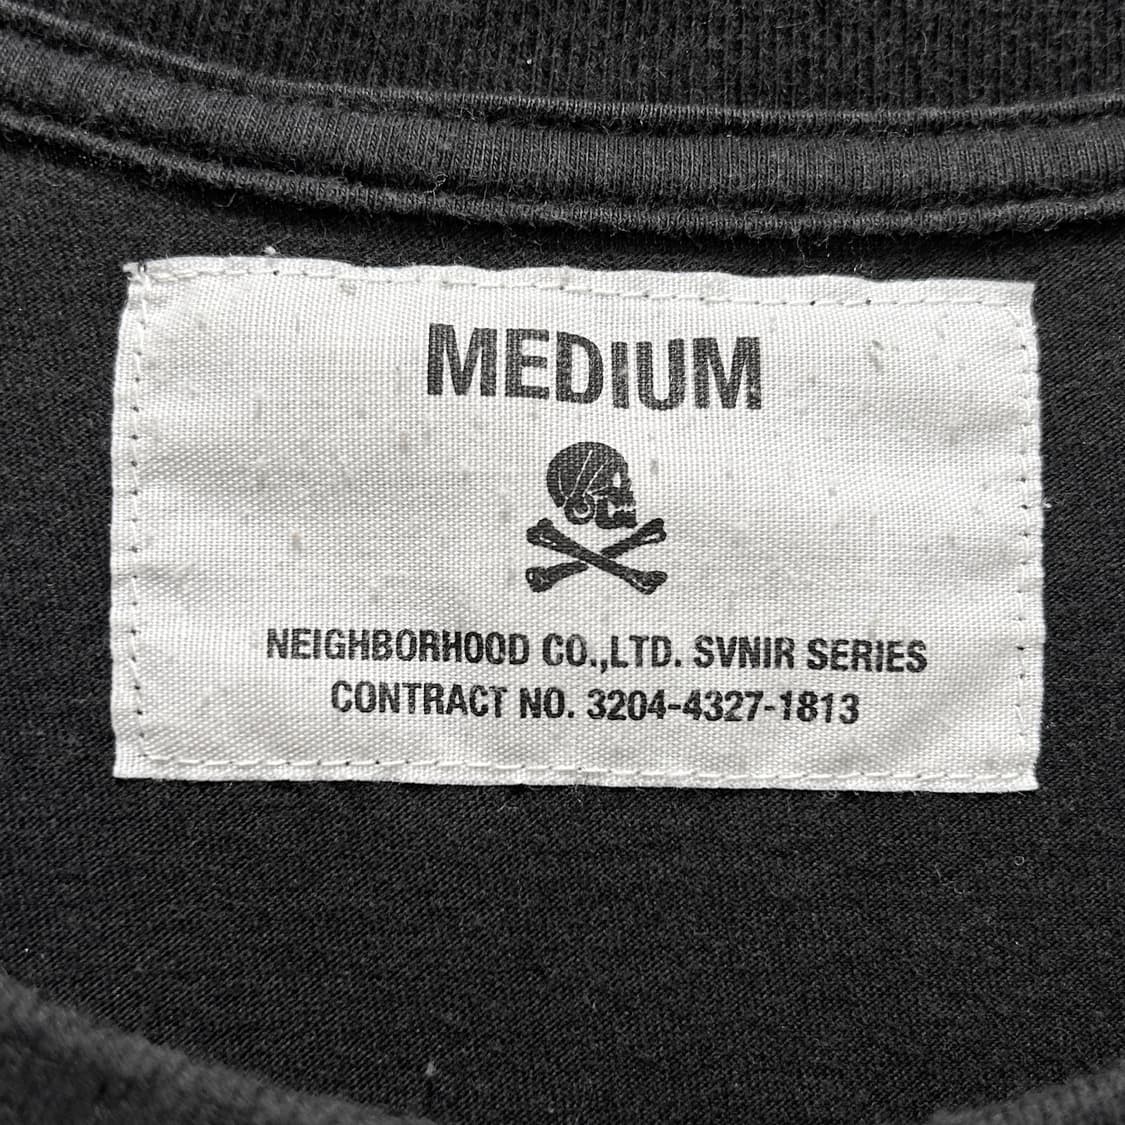 MEDIUM
NEIGHBORHOOD CO.,LTD. SVNIR SERIES
CONTRACT NO. 3204-4327-1813